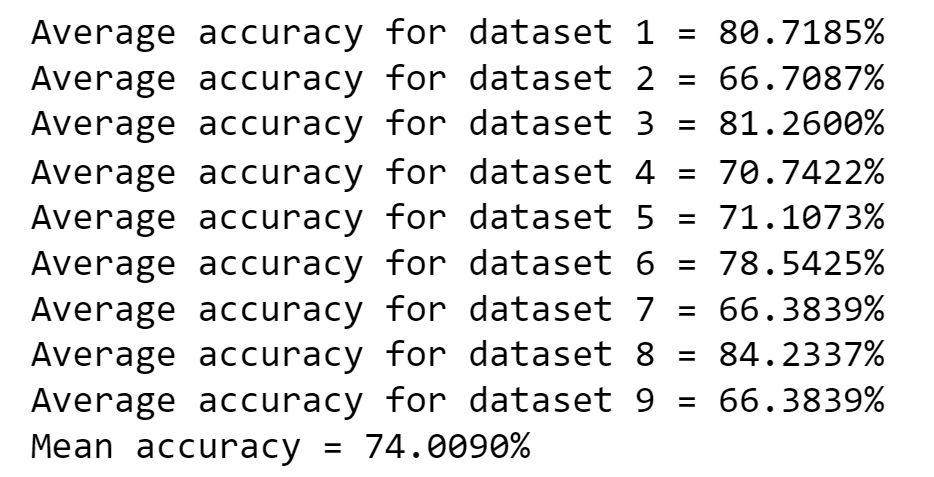 Average accuracy for dataset 1 = 80.7185%
Average accuracy for dataset 2 = 66.7087%
Average accuracy for dataset 3 = 81.2600%
Average accuracy for dataset 4 = 70.7422%
Average accuracy for dataset 5 = 71.1073%
Average accuracy for dataset 6 = 78.5425%
Average accuracy for dataset 7 = 66.3839%
Average accuracy for dataset 8 = 84.2337%
Average accuracy for dataset 9 = 66.3839%
Mean accuracy = 74.0090%